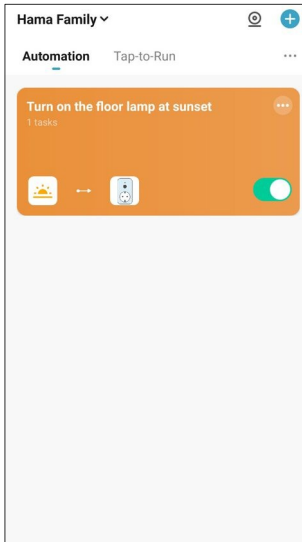 Hama Family
Automation Tap-to-Run
Turn on the floor lamp at sunset
1 tasks